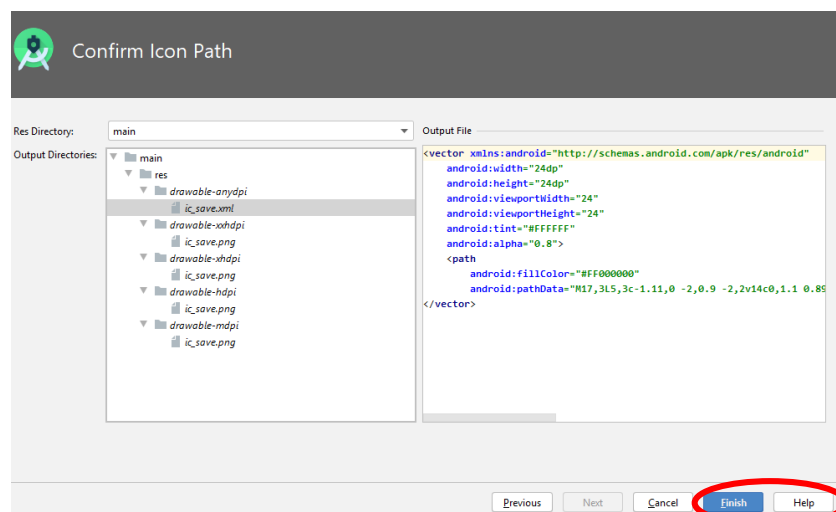 Confirm Icon Path
Res Directory:
main
Output Directories:
main
res
drawable-anydpi
ic_save.xml
drawable-xxhdpi
ic_save.png
drawable-xhdpi
ic_save.png
drawable-hdpi
ic_save.png
drawable-mdpi
ic_save.png
Output File
<vector xmlns:android="http://schemas.android.com/apk/res/android"
android:width="24dp"
android:height="24dp"
android:viewportWidth="24"
android:viewportHeight="24"
android:tint="#FFFFFF"
android:alpha="0.8">
<path
android:fillColor="#FF000000"
android:pathData="M17,3L5,3c-1.11,0 -2,0.9 -2,2v14c0,1.1 0.89
</vector>
Previous
Next
Cancel
Finish
Help